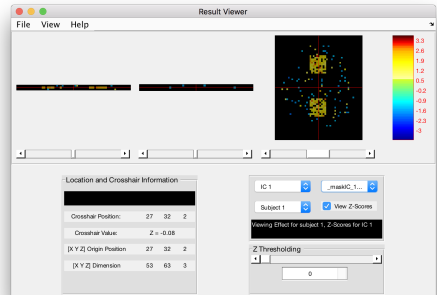 Result Viewer
File View Help
3.3
2.6
1.9
1.2
0.5
-0.2
-0.9
-1.6
-2.3
-3
Location and Crosshair Information
Crosshair Position: 27 32 2
Crosshair Value: Z = -0.08
[X Y Z] Origin Position 27 32 2
[X Y Z] Dimension 53 63 3
IC 1
_maskIC_1...
Subject 1
View Z-Scores
Viewing Effect for subject 1, Z-Scores for IC 1
Z Thresholding
0